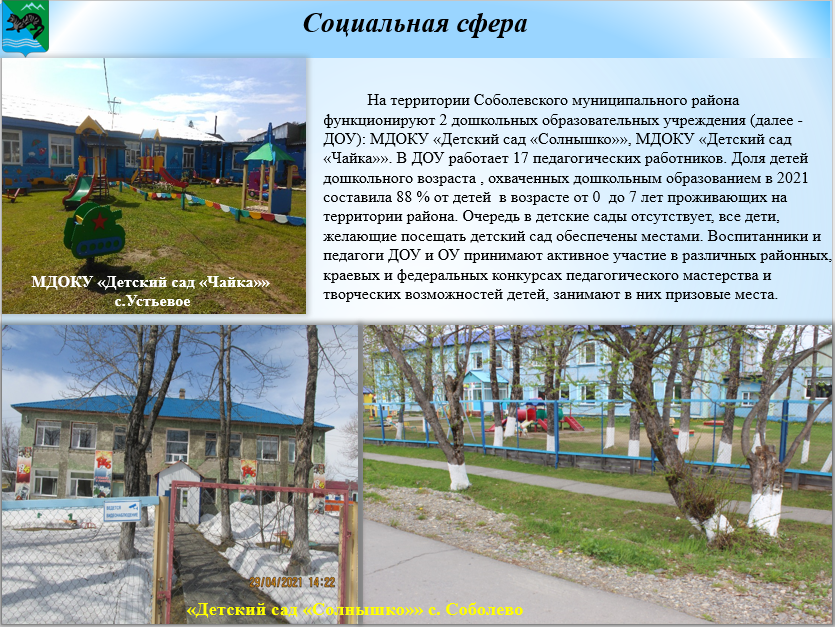 Социальная сфера
На территории Соболевского муниципального района
функционируют 2 дошкольных образовательных учреждения (далее -
ДОУ): МДОКУ «Детский сад «Солнышко»», МДОКУ «Детский сад
«Чайка»». В ДОУ работает 17 педагогических работников. Доля детей
дошкольного возраста , охваченных дошкольным образованием в 2021
составила 88 % от детей в возрасте от 0 до 7 лет проживающих на
территории района. Очередь в детские сады отсутствует, все дети,
желающие посещать детский сад обеспечены местами. Воспитанники и
педагоги ДОУ и ОУ принимают активное участие в различных районных,
краевых и федеральных конкурсах педагогического мастерства и
творческих возможностей детей, занимают в них призовые места.
МДОКУ «Детский сад «Чайка»»
с.Устьевое
ВЕДЕТСЯ
ВИДЕОНАБЛЮДЕНИЕ
23/04/2021 14:22
«Детский сад «Солнышко»» с. Соболево